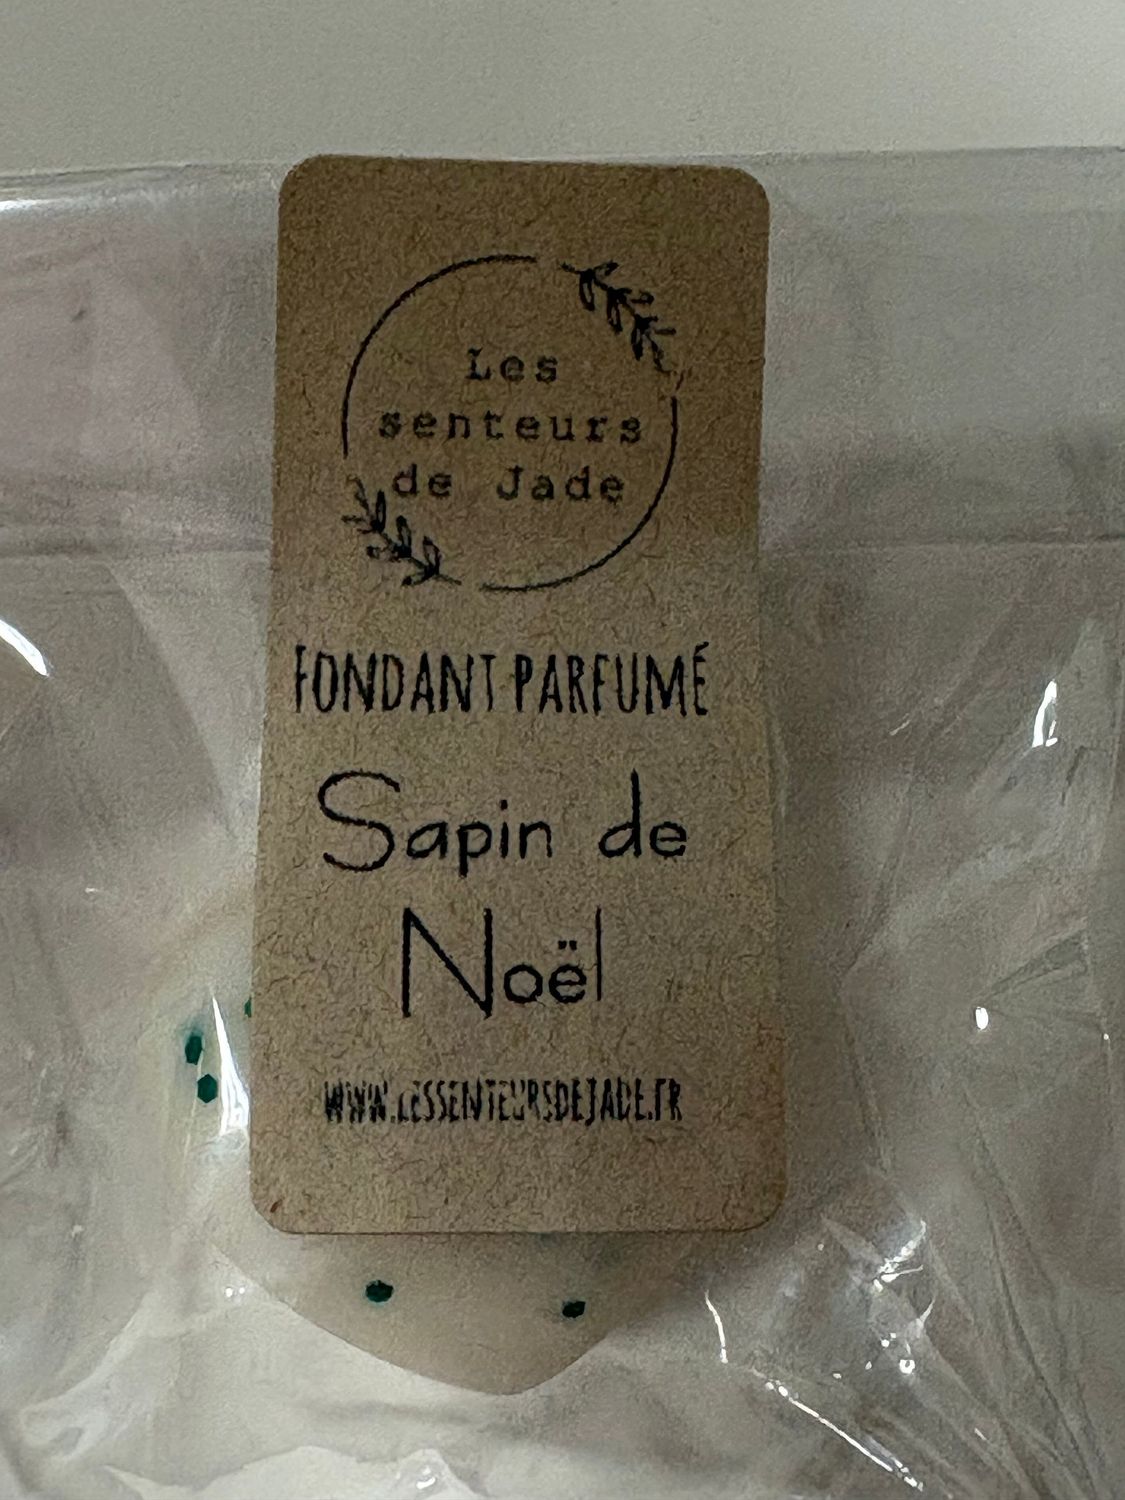 Les
senteurs
de Jade
FONDANT PARFUMÉ
Sapin de
Noël
WWW.LESSENTEURSDEJADE.FR